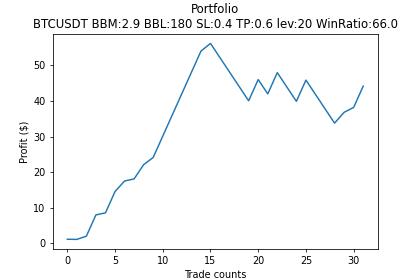 Portfolio
BTCUSDT BBM:2.9 BBL:180 SL:0.4 TP:0.6 lev:20 WinRatio:66.0
50
40
30
20
10
0
Profit ($)
0 5 10 15 20 25 30
Trade counts